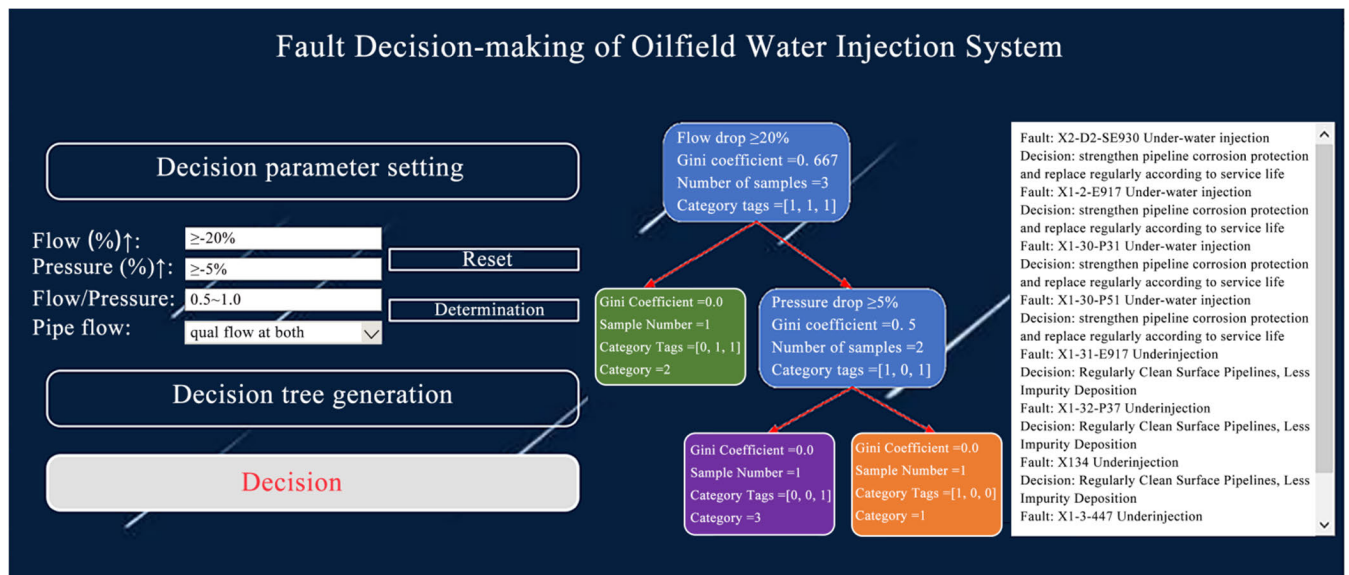 Fault Decision-making of Oilfield Water Injection System
Decision parameter setting
Flow (%)↑:
≥-20%
Pressure (%)↑:
≥-5%
Flow/Pressure:
0.5~1.0
Pipe flow:
qual flow at both
Reset
Determination
Decision tree generation
Decision
Flow drop ≥20%
Gini coefficient =0. 667
Number of samples =3
Category tags =[1, 1, 1]
Gini Coefficient =0.0
Sample Number =1
Category Tags =[0, 1, 1]
Category =2
Pressure drop ≥5%
Gini coefficient =0. 5
Number of samples =2
Category tags =[1, 0, 1]
Gini Coefficient =0.0
Sample Number =1
Category Tags =[0, 0, 1]
Category =3
Gini Coefficient =0.0
Sample Number =1
Category Tags =[1, 0, 0]
Category =1
Fault: X2-D2-SE930 Under-water injection
Decision: strengthen pipeline corrosion protection
and replace regularly according to service life
Fault: X1-2-E917 Under-water injection
Decision: strengthen pipeline corrosion protection
and replace regularly according to service life
Fault: X1-30-P31 Under-water injection
Decision: strengthen pipeline corrosion protection
and replace regularly according to service life
Fault: X1-30-P51 Under-water injection
Decision: strengthen pipeline corrosion protection
and replace regularly according to service life
Fault: X1-31-E917 Underinjection
Decision: Regularly Clean Surface Pipelines, Less
Impurity Deposition
Fault: X1-32-P37 Underinjection
Decision: Regularly Clean Surface Pipelines, Less
Impurity Deposition
Fault: X134 Underinjection
Decision: Regularly Clean Surface Pipelines, Less
Impurity Deposition
Fault: X1-3-447 Underinjection